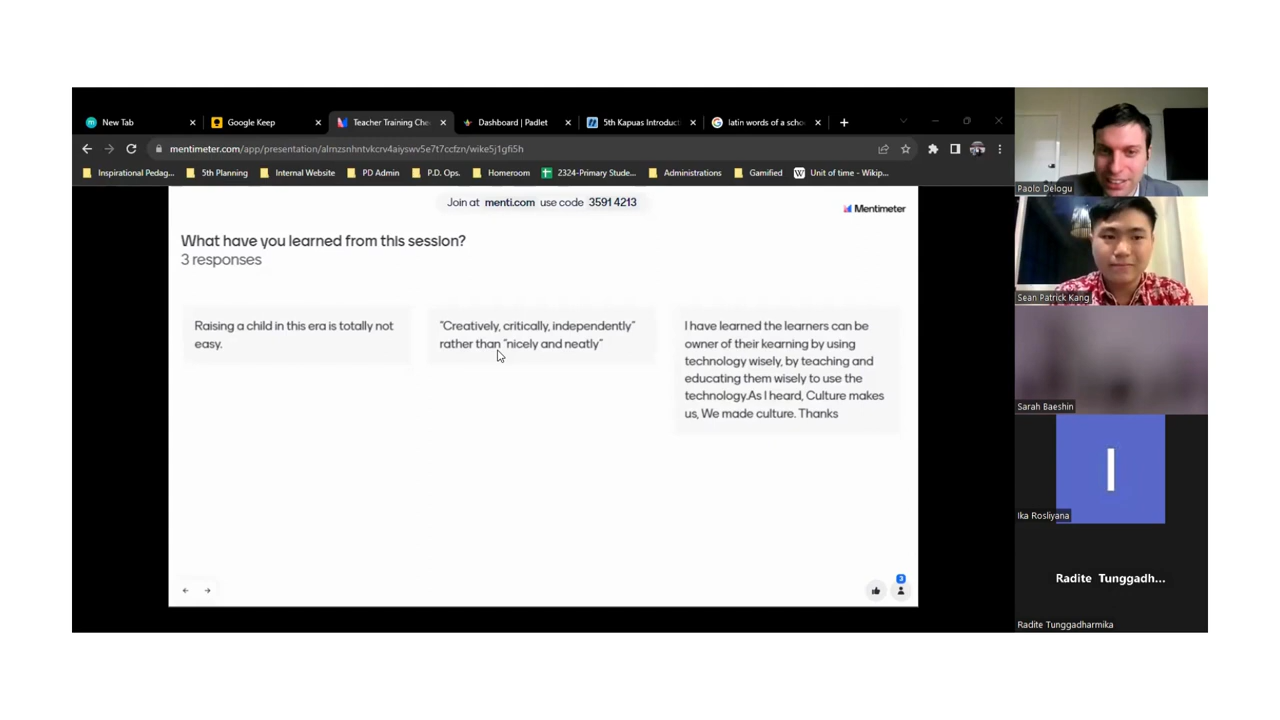 New Tab
Google Keep
Teacher Training Che
Dashboard | Padlet
5th Kapuas Introducti
latin words of a scho
mentimeter.com/app/presentation/almzsnhntvkcrv4aiyswv5e7t7ccfzn/wike5j1gfi5h
Inspirational Pedag...
5th Planning
Internal Website
PD Admin
P.D. Ops.
Homeroom
2324-Primary Stude...
Administrations
Gamified
Unit of time - Wikip...
Join at menti.com use code 3591 4213
Mentimeter
What have you learned from this session?
3 responses
Raising a child in this era is totally not
easy.
"Creatively, critically, independently"
rather than "nicely and neatly"
I have learned the learners can be
owner of their kearning by using
technology wisely, by teaching and
educating them wisely to use the
technology.As I heard, Culture makes
us, We made culture. Thanks
3
Paolo Delogu
Sean Patrick Kang
Sarah Baeshin
I
Ika Rosliyana
Radite Tunggadh...
Radite Tunggadharmika